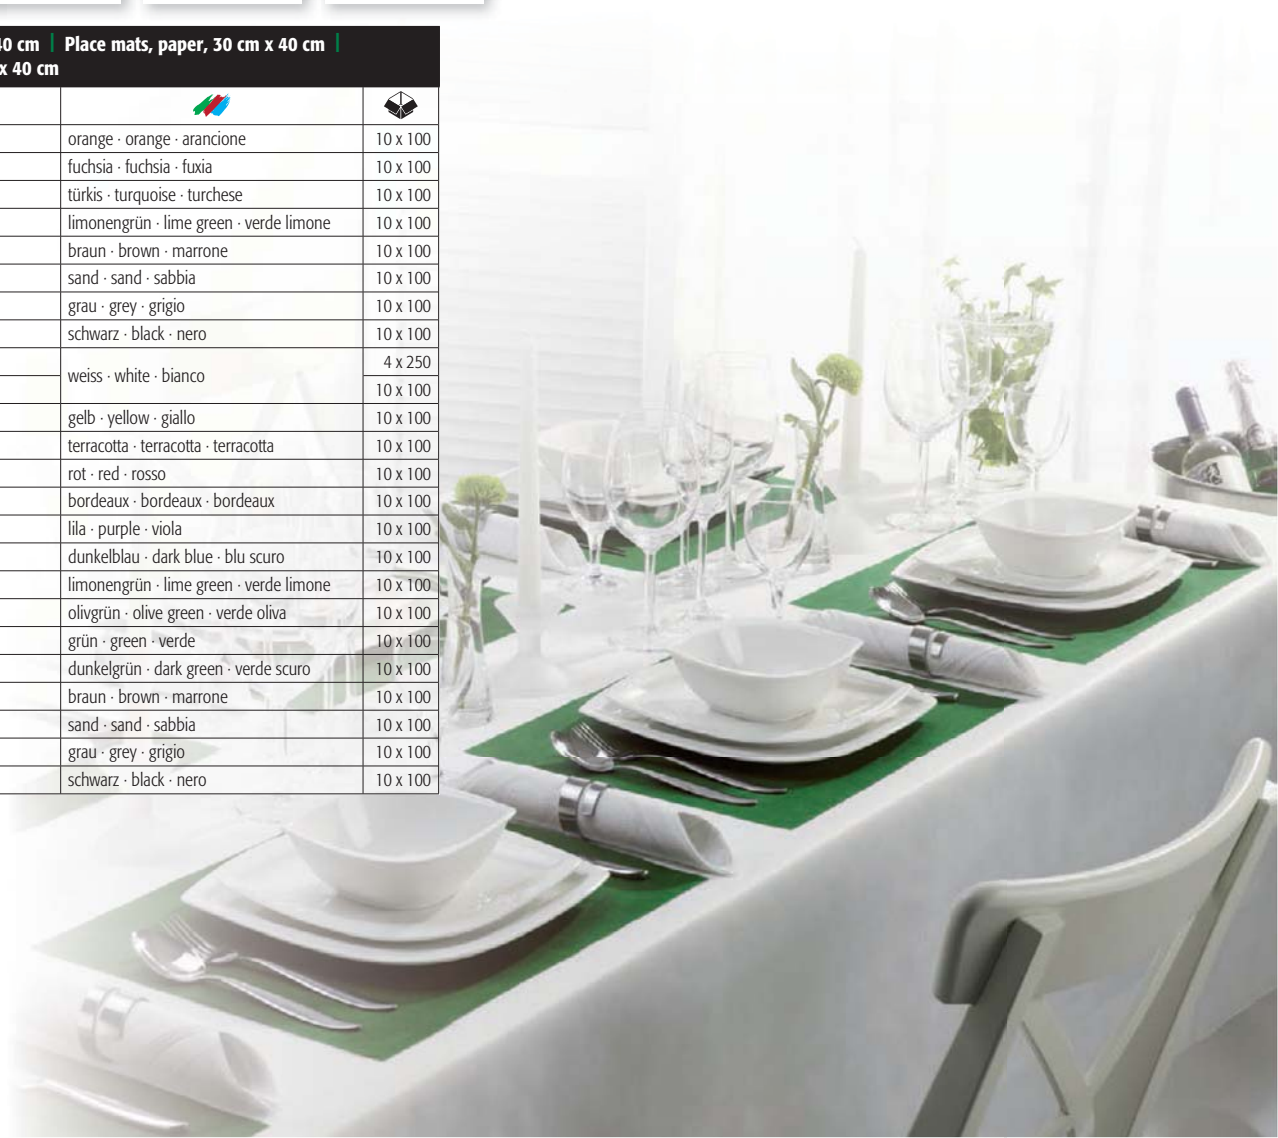 40 cm | Place mats, paper, 30 cm x 40 cm |
x 40 cm
orange · orange · arancione 10 x 100
fuchsia · fuchsia · fuxia 10 x 100
türkis · turquoise · turchese 10 x 100
limonengrün · lime green · verde limone 10 x 100
braun · brown · marrone 10 x 100
sand · sand · sabbia 10 x 100
grau · grey · grigio 10 x 100
schwarz · black · nero 10 x 100
weiss · white · bianco 4 x 250
10 x 100
gelb · yellow · giallo 10 x 100
terracotta · terracotta · terracotta 10 x 100
rot · red · rosso 10 x 100
bordeaux · bordeaux · bordeaux 10 x 100
lila · purple · viola 10 x 100
dunkelblau · dark blue · blu scuro 10 x 100
limonengrün · lime green · verde limone 10 x 100
olivgrün · olive green · verde oliva 10 x 100
grün · green · verde 10 x 100
dunkelgrün · dark green · verde scuro 10 x 100
braun · brown · marrone 10 x 100
sand · sand · sabbia 10 x 100
grau · grey · grigio 10 x 100
schwarz · black · nero 10 x 100